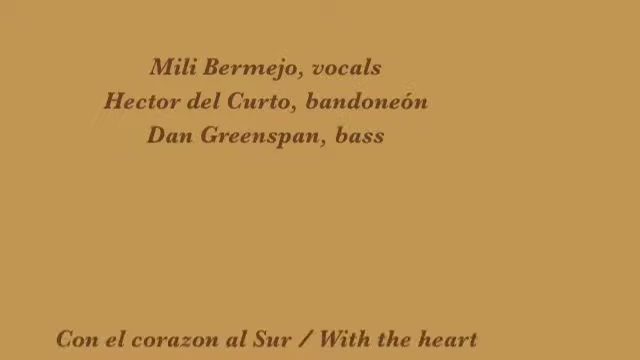 Mili Bermejo, vocals
Hector del Curto, bandoneón
Dan Greenspan, bass
Con el corazon al Sur / With the heart